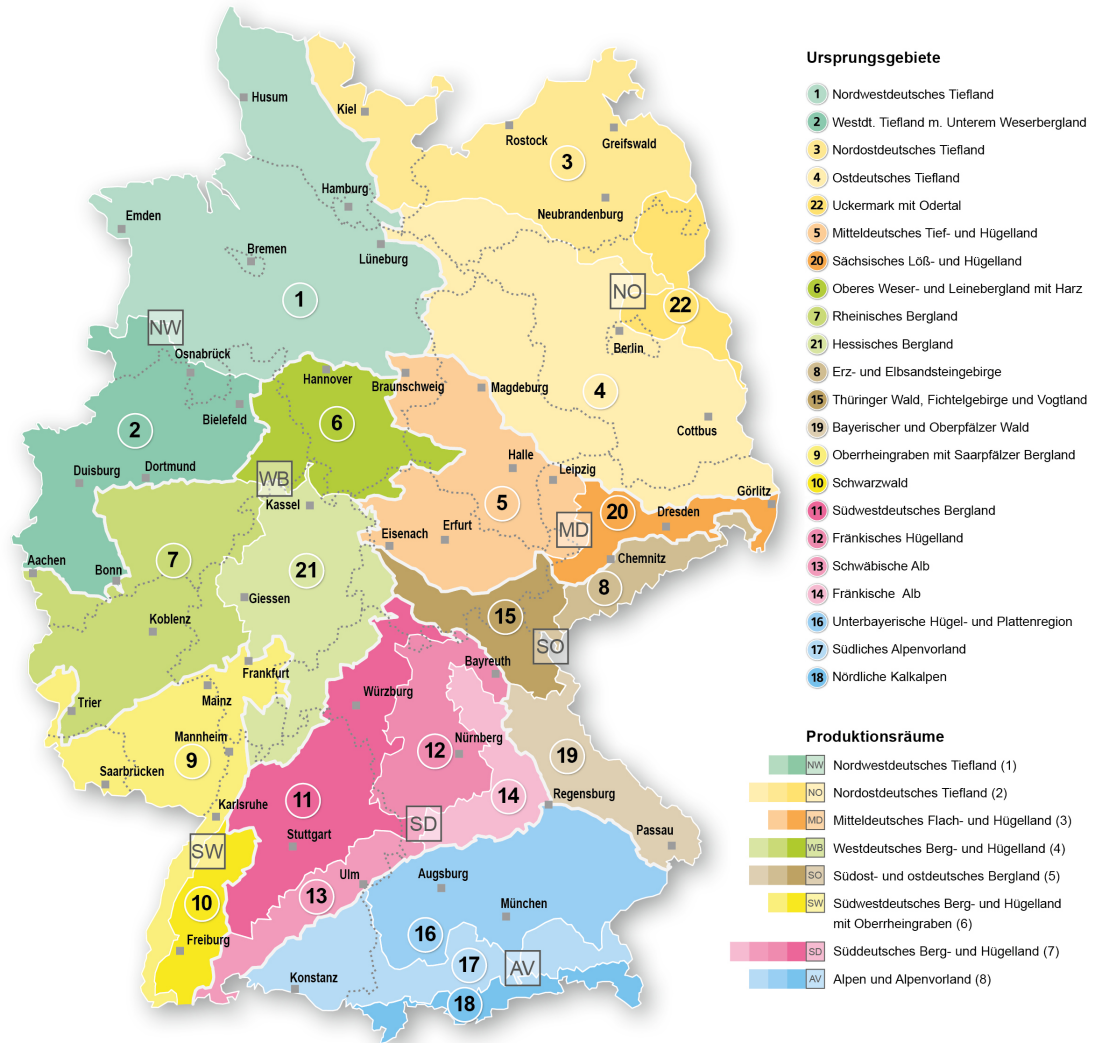 Husum
Kiel
Rostock
Greifswald
3
Hamburg
Neubrandenburg
Emden
Bremen
Lüneburg
1
NO
22
NW
Berlin
Osnabrück
Hannover
Braunschweig
Magdeburg
4
Bielefeld
6
Cottbus
2
Duisburg
Dortmund
Halle
Leipzig
WB
Kassel
5
Görlitz
20
Dresden
MD
Eisenach
Erfurt
Aachen
7
Bonn
21
Chemnitz
8
Giessen
Koblenz
15
SO
Frankfurt
Bayreuth
Trier
Mainz
Würzburg
Mannheim
9
12
Nürnberg
19
Saarbrücken
14
Regensburg
11
Karlsruhe
SD
Stuttgart
Passau
SW
Ulm
Augsburg
10
13
München
16
Freiburg
17
AV
Konstanz
18
Ursprungsgebiete
1 Nordwestdeutsches Tiefland
2 Westdt. Tiefland m. Unterem Weserbergland
3 Nordostdeutsches Tiefland
4 Ostdeutsches Tiefland
22 Uckermark mit Odertal
5 Mitteldeutsches Tief- und Hügelland
20 Sächsisches Löß- und Hügelland
6 Oberes Weser- und Leinebergland mit Harz
7 Rheinisches Bergland
21 Hessisches Bergland
8 Erz- und Elbsandsteingebirge
15 Thüringer Wald, Fichtelgebirge und Vogtland
19 Bayerischer und Oberpfälzer Wald
9 Oberrheingraben mit Saarpfälzer Bergland
10 Schwarzwald
11 Südwestdeutsches Bergland
12 Fränkisches Hügelland
13 Schwäbische Alb
14 Fränkische Alb
16 Unterbayerische Hügel- und Plattenregion
17 Südliches Alpenvorland
18 Nördliche Kalkalpen
Produktionsräume
NW Nordwestdeutsches Tiefland (1)
NO Nordostdeutsches Tiefland (2)
MD Mitteldeutsches Flach- und Hügelland (3)
WB Westdeutsches Berg- und Hügelland (4)
SO Südost- und ostdeutsches Bergland (5)
SW Südwestdeutsches Berg- und Hügelland
mit Oberrheingraben (6)
SD Süddeutsches Berg- und Hügelland (7)
AV Alpen und Alpenvorland (8)